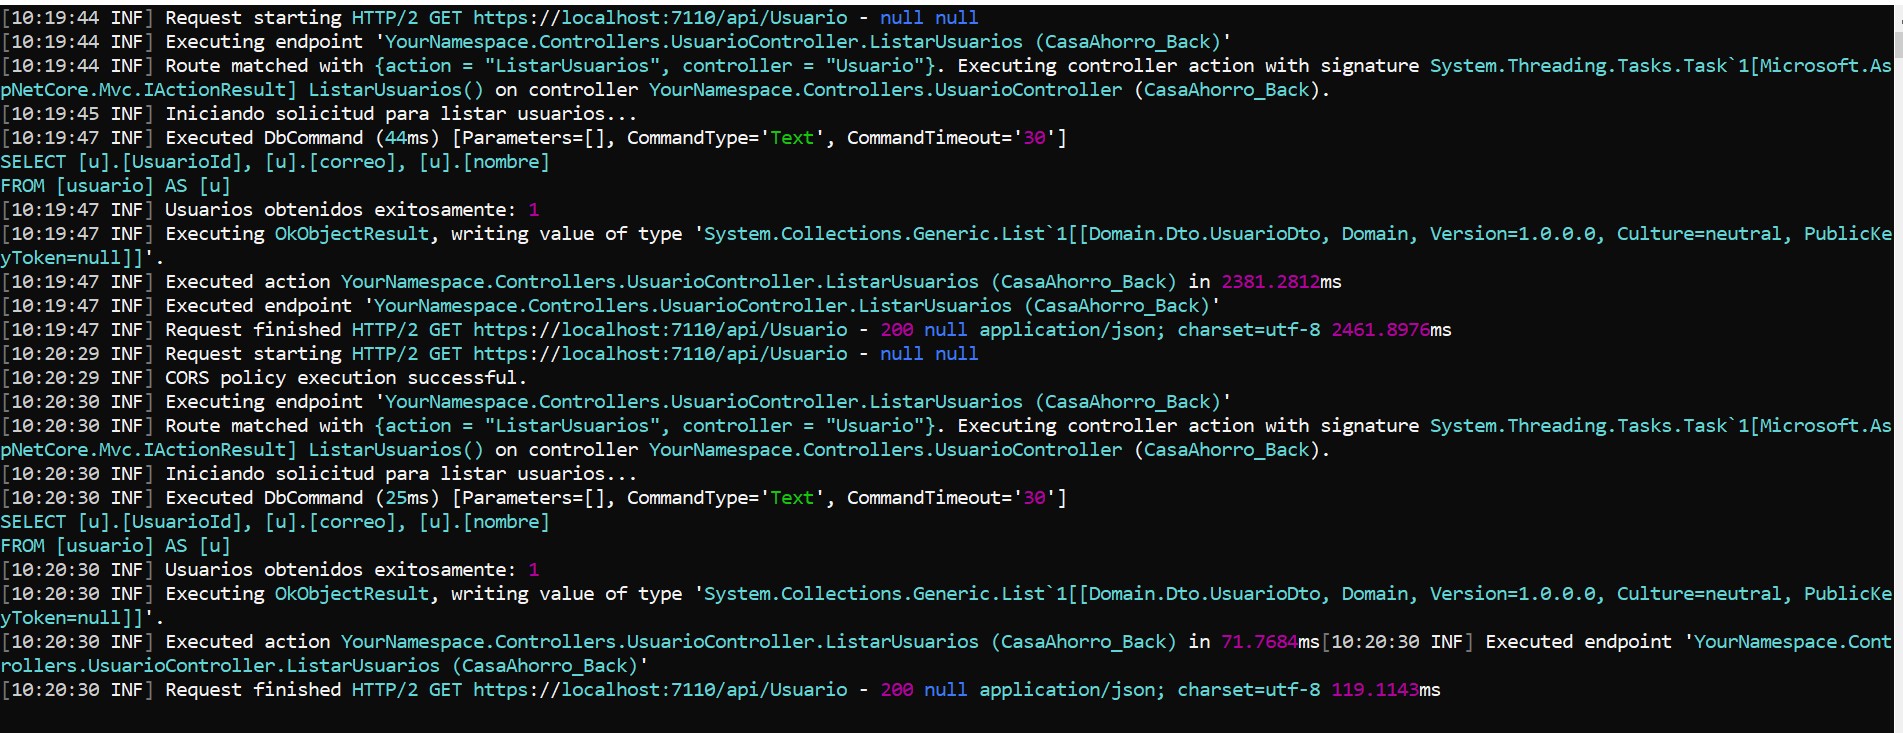 [10:19:44 INF] Request starting HTTP/2 GET https://localhost:7110/api/Usuario - null null
[10:19:44 INF] Executing endpoint 'YourNamespace.Controllers.UsuarioController.ListarUsuarios (CasaAhorro_Back)'
[10:19:44 INF] Route matched with {action = "ListarUsuarios", controller = "Usuario"}. Executing controller action with signature System.Threading.Tasks.Task`1[Microsoft.As
pNetCore.Mvc.IActionResult] ListarUsuarios() on controller YourNamespace.Controllers.UsuarioController (CasaAhorro_Back).
[10:19:45 INF] Iniciando solicitud para listar usuarios...
[10:19:47 INF] Executed DbCommand (44ms) [Parameters=[], CommandType='Text', CommandTimeout='30']
SELECT [u].[UsuarioId], [u].[correo], [u].[nombre]
FROM [usuario] AS [u]
[10:19:47 INF] Usuarios obtenidos exitosamente: 1
[10:19:47 INF] Executing OkObjectResult, writing value of type 'System.Collections.Generic.List`1[[Domain.Dto.UsuarioDto, Domain, Version=1.0.0.0, Culture=neutral, PublicKe
yToken=null]]'.
[10:19:47 INF] Executed action YourNamespace.Controllers.UsuarioController.ListarUsuarios (CasaAhorro_Back) in 2381.2812ms
[10:19:47 INF] Executed endpoint 'YourNamespace.Controllers.UsuarioController.ListarUsuarios (CasaAhorro_Back)'
[10:19:47 INF] Request finished HTTP/2 GET https://localhost:7110/api/Usuario - 200 null application/json; charset=utf-8 2461.8976ms
[10:20:29 INF] Request starting HTTP/2 GET https://localhost:7110/api/Usuario - null null
[10:20:29 INF] CORS policy execution successful.
[10:20:30 INF] Executing endpoint 'YourNamespace.Controllers.UsuarioController.ListarUsuarios (CasaAhorro_Back)'
[10:20:30 INF] Route matched with {action = "ListarUsuarios", controller = "Usuario"}. Executing controller action with signature System.Threading.Tasks.Task`1[Microsoft.As
pNetCore.Mvc.IActionResult] ListarUsuarios() on controller YourNamespace.Controllers.UsuarioController (CasaAhorro_Back).
[10:20:30 INF] Iniciando solicitud para listar usuarios...
[10:20:30 INF] Executed DbCommand (25ms) [Parameters=[], CommandType='Text', CommandTimeout='30']
SELECT [u].[UsuarioId], [u].[correo], [u].[nombre]
FROM [usuario] AS [u]
[10:20:30 INF] Usuarios obtenidos exitosamente: 1
[10:20:30 INF] Executing OkObjectResult, writing value of type 'System.Collections.Generic.List`1[[Domain.Dto.UsuarioDto, Domain, Version=1.0.0.0, Culture=neutral, PublicKe
yToken=null]]'.
[10:20:30 INF] Executed action YourNamespace.Controllers.UsuarioController.ListarUsuarios (CasaAhorro_Back) in 71.7684ms[10:20:30 INF] Executed endpoint 'YourNamespace.Cont
rollers.UsuarioController.ListarUsuarios (CasaAhorro_Back)'
[10:20:30 INF] Request finished HTTP/2 GET https://localhost:7110/api/Usuario - 200 null application/json; charset=utf-8 119.1143ms